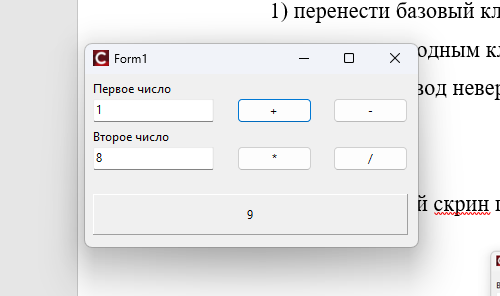 1) перенести базовый кл
Form1
одным кл
Первое число
1
+
-
вод невер
Второе число
8
*
/
й скрин п
9